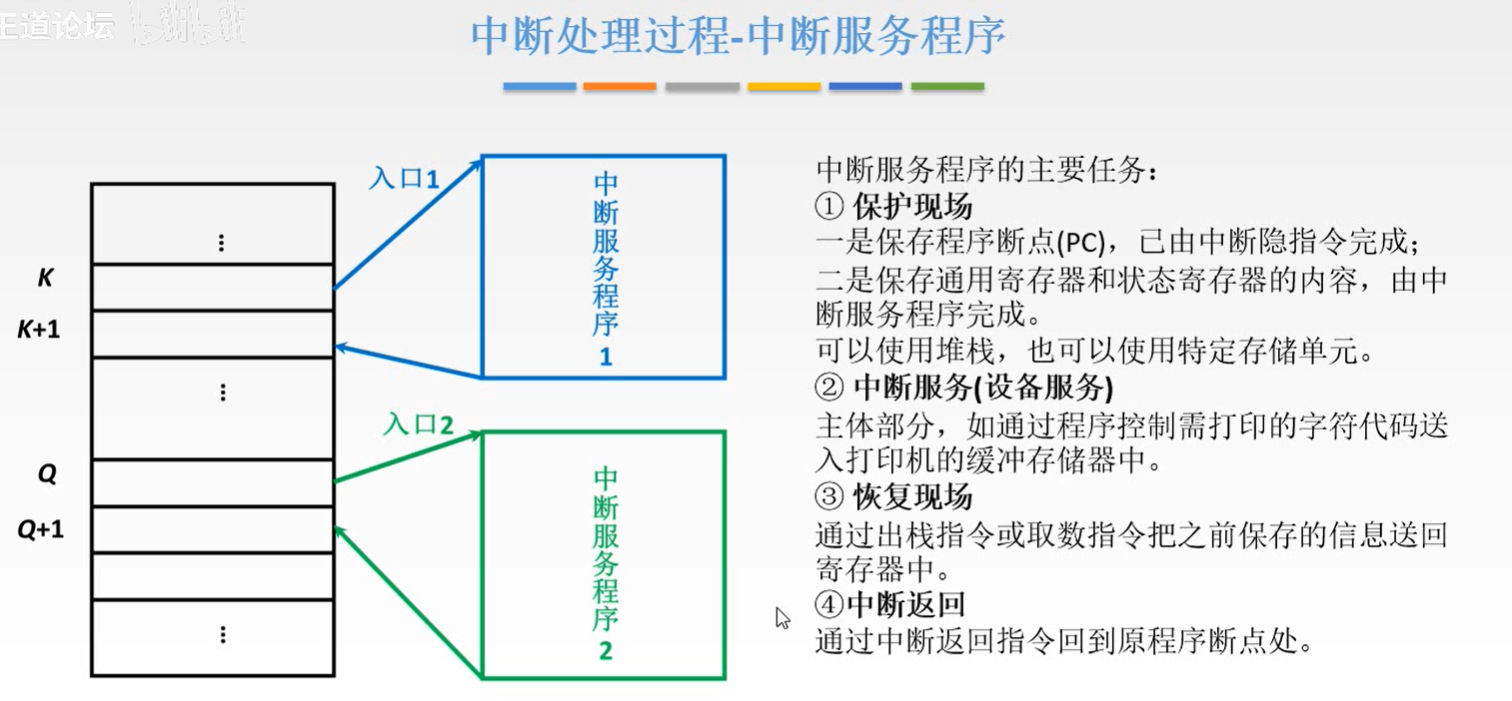 王道论坛 bilibili
中断处理过程-中断服务程序
入口1
中断服务程序1
K
K+1
入口2
中断服务程序2
Q
Q+1
中断服务程序的主要任务：
① 保护现场
一是保存程序断点(PC)，已由中断隐指令完成；
二是保存通用寄存器和状态寄存器的内容，由中
断服务程序完成。
可以使用堆栈，也可以使用特定存储单元。
② 中断服务(设备服务)
主体部分，如通过程序控制需打印的字符代码送
入打印机的缓冲存储器中。
③ 恢复现场
通过出栈指令或取数指令把之前保存的信息送回
寄存器中。
④中断返回
通过中断返回指令回到原程序断点处。